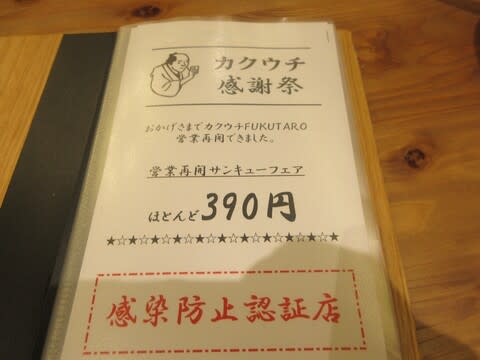 カクウチ
感謝祭
おかげさまでカクウチFUKUTARO
営業再開できました。
営業再開サンキューフェア
ほとんど390円
★☆★☆★☆★☆★☆★☆★☆★☆★☆★☆★
感染防止認証店